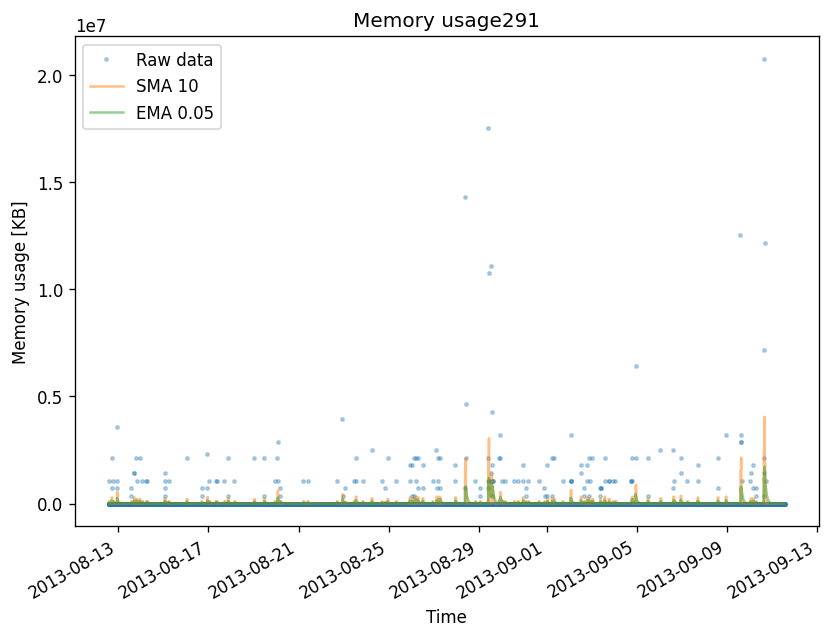 Memory usage291
1e7
Raw data
SMA 10
EMA 0.05
2.0
1.5
1.0
0.5
0.0
Memory usage [KB]
2013-08-13
2013-08-17
2013-08-21
2013-08-25
2013-08-29
2013-09-01
2013-09-05
2013-09-09
2013-09-13
Time